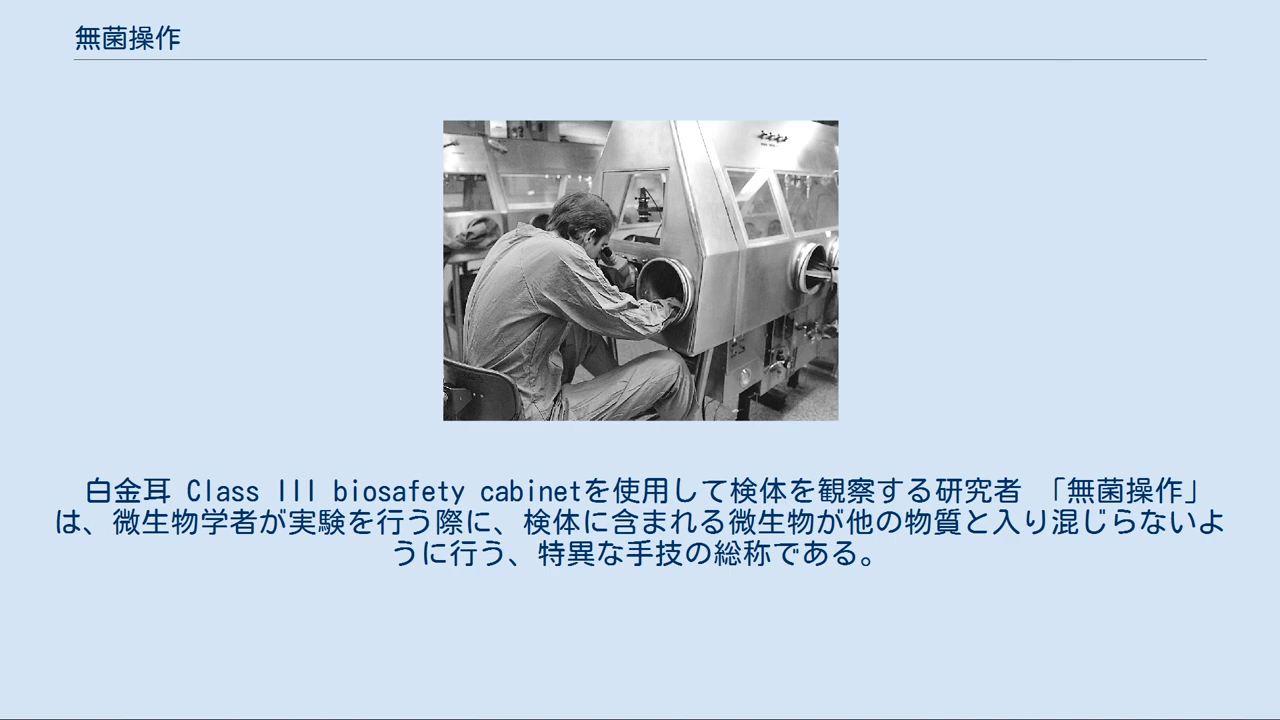 無菌操作
白金耳 Class III biosafety cabinetを使用して検体を観察する研究者 「無菌操作」
は、微生物学者が実験を行う際に、検体に含まれる微生物が他の物質と入り混じらないよ
うに行う、特異な手技の総称である。